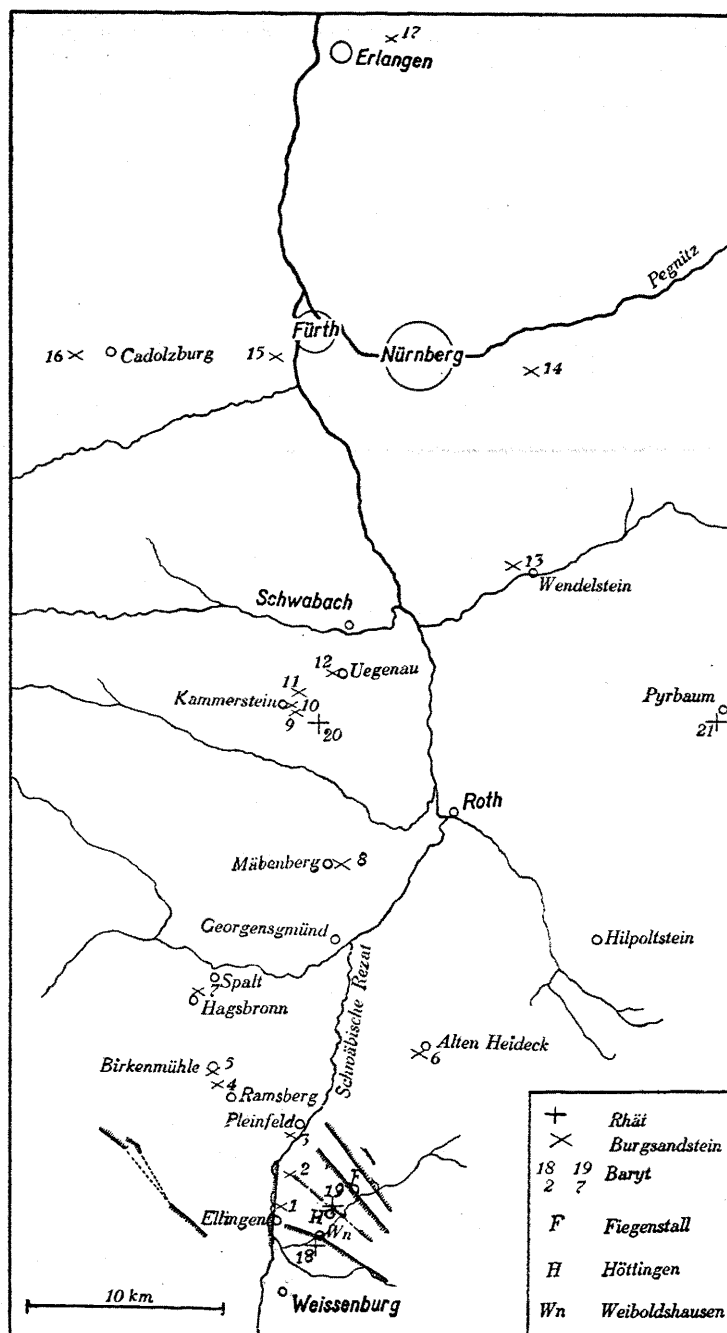 17
Erlangen
Pegnitz
Fürth
16 Cadolzburg 15 Nürnberg 14
13
Wendelstein
Schwabach
12 Uegenau
11
Kammerstein 10
9 20
Pyrbaum
21
Roth
Mäbenberg 8
Georgensgmünd
Hilpoltstein
Spalt
7
Hagsbronn
Schwäbische Rezat
Alten Heideck
6
Birkenmühle 5
4 Ramsberg
Pleinfeld
3
2
F
19
1
Ellingen H
Wn
18
10 km
Weissenburg
Rhät
Burgsandstein
18 19 Baryt
2 7
F Fiegenstall
H Höttingen
Wn Weiboldshausen